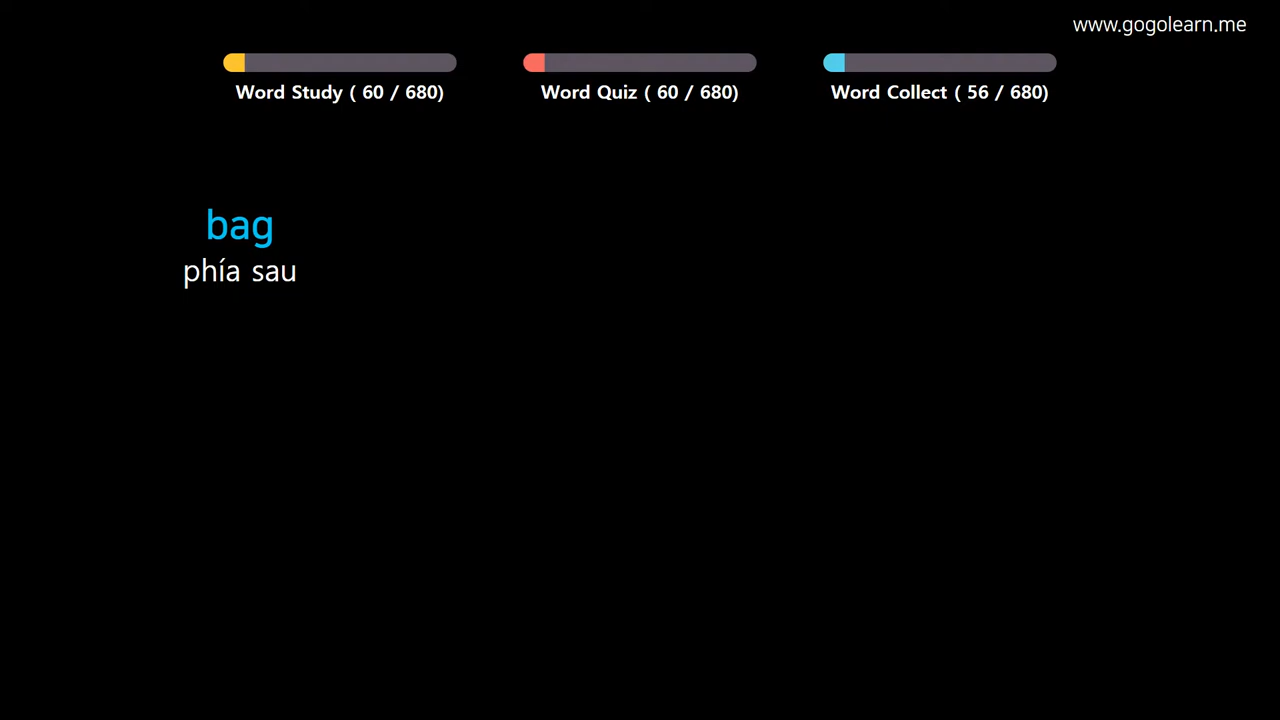 www.gogolearn.me
Word Study ( 60 / 680)
Word Quiz ( 60 / 680)
Word Collect ( 56 / 680)
bag
phía sau